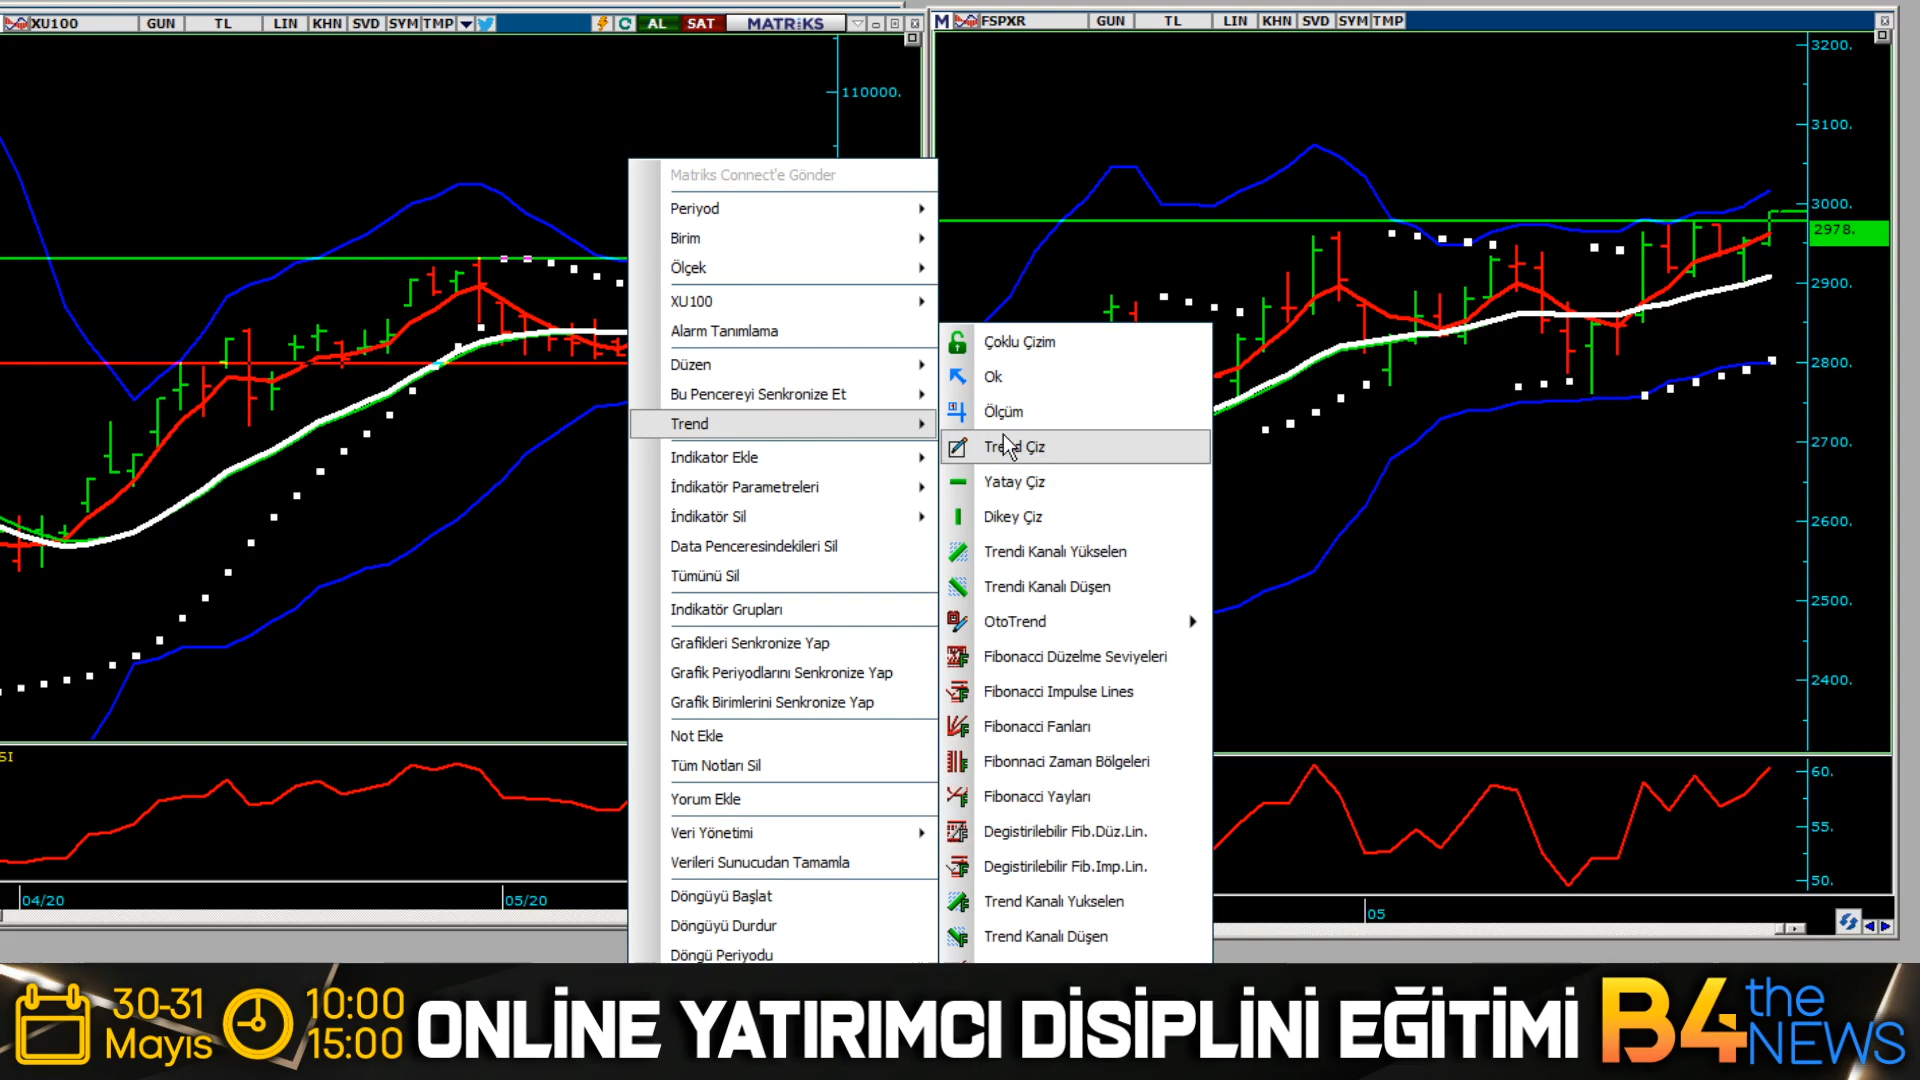 XU100 GUN TL LIN KHN SVD SYM TMP AL SAT MATRİKS
M FSPXR GUN TL LIN KHN SVD SYM TMP
110000.
Matriks Connect'e Gönder
Periyod
Birim
Ölçek
XU100
Alarm Tanımlama
Düzen
Bu Pencereyi Senkronize Et
Trend
Indikator Ekle
İndikatör Parametreleri
İndikatör Sil
Data Penceresindekileri Sil
Tümünü Sil
Indikatör Grupları
Grafikleri Senkronize Yap
Grafik Periyodlarını Senkronize Yap
Grafik Birimlerini Senkronize Yap
Not Ekle
Tüm Notları Sil
Yorum Ekle
Veri Yönetimi
Verileri Sunucudan Tamamla
Döngüyü Başlat
Döngüyü Durdur
Döngü Periyodu
Çoklu Çizim
Ok
Ölçüm
Trend Çiz
Yatay Çiz
Dikey Çiz
Trendi Kanalı Yükselen
Trendi Kanalı Düşen
OtoTrend
Fibonacci Düzelme Seviyeleri
Fibonacci Impulse Lines
Fibonacci Fanları
Fibonnaci Zaman Bölgeleri
Fibonacci Yayları
Degistirilebilir Fib.Düz.Lin.
Degistirilebilir Fib.Imp.Lin.
Trend Kanalı Yukselen
Trend Kanalı Düşen
3200.
3100.
3000.
2978.
2900.
2800.
2700.
2600.
2500.
2400.
60.
55.
50.
SI
04/20
05/20
05
30-31
Mayıs
10:00
15:00
ONLİNE YATIRIMCI DİSİPLİNİ EĞİTİMİ
B4 the NEWS